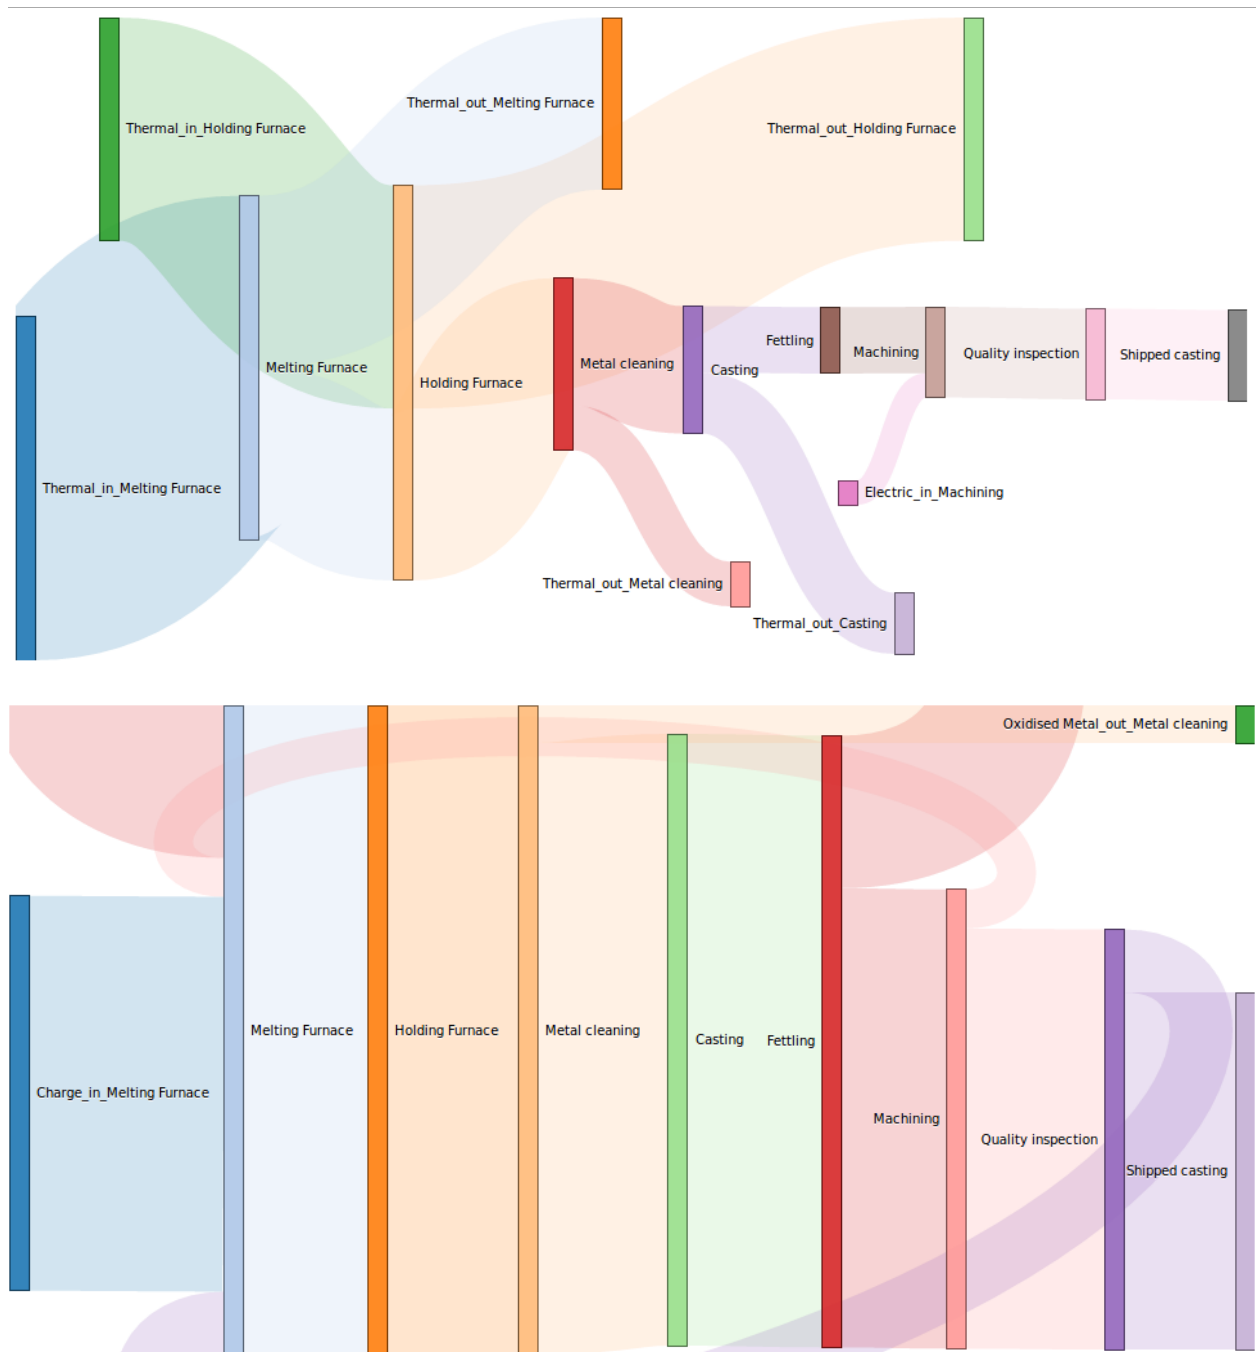 Thermal_out_Melting Furnace
Thermal_in_Holding Furnace
Thermal_out_Holding Furnace
Fettling
Machining
Quality inspection
Shipped casting
Metal cleaning
Casting
Melting Furnace
Holding Furnace
Thermal_in_Melting Furnace
Electric_in_Machining
Thermal_out_Metal cleaning
Thermal_out_Casting
Oxidised Metal_out_Metal cleaning
Melting Furnace
Holding Furnace
Metal cleaning
Casting
Fettling
Charge_in_Melting Furnace
Machining
Quality inspection
Shipped casting